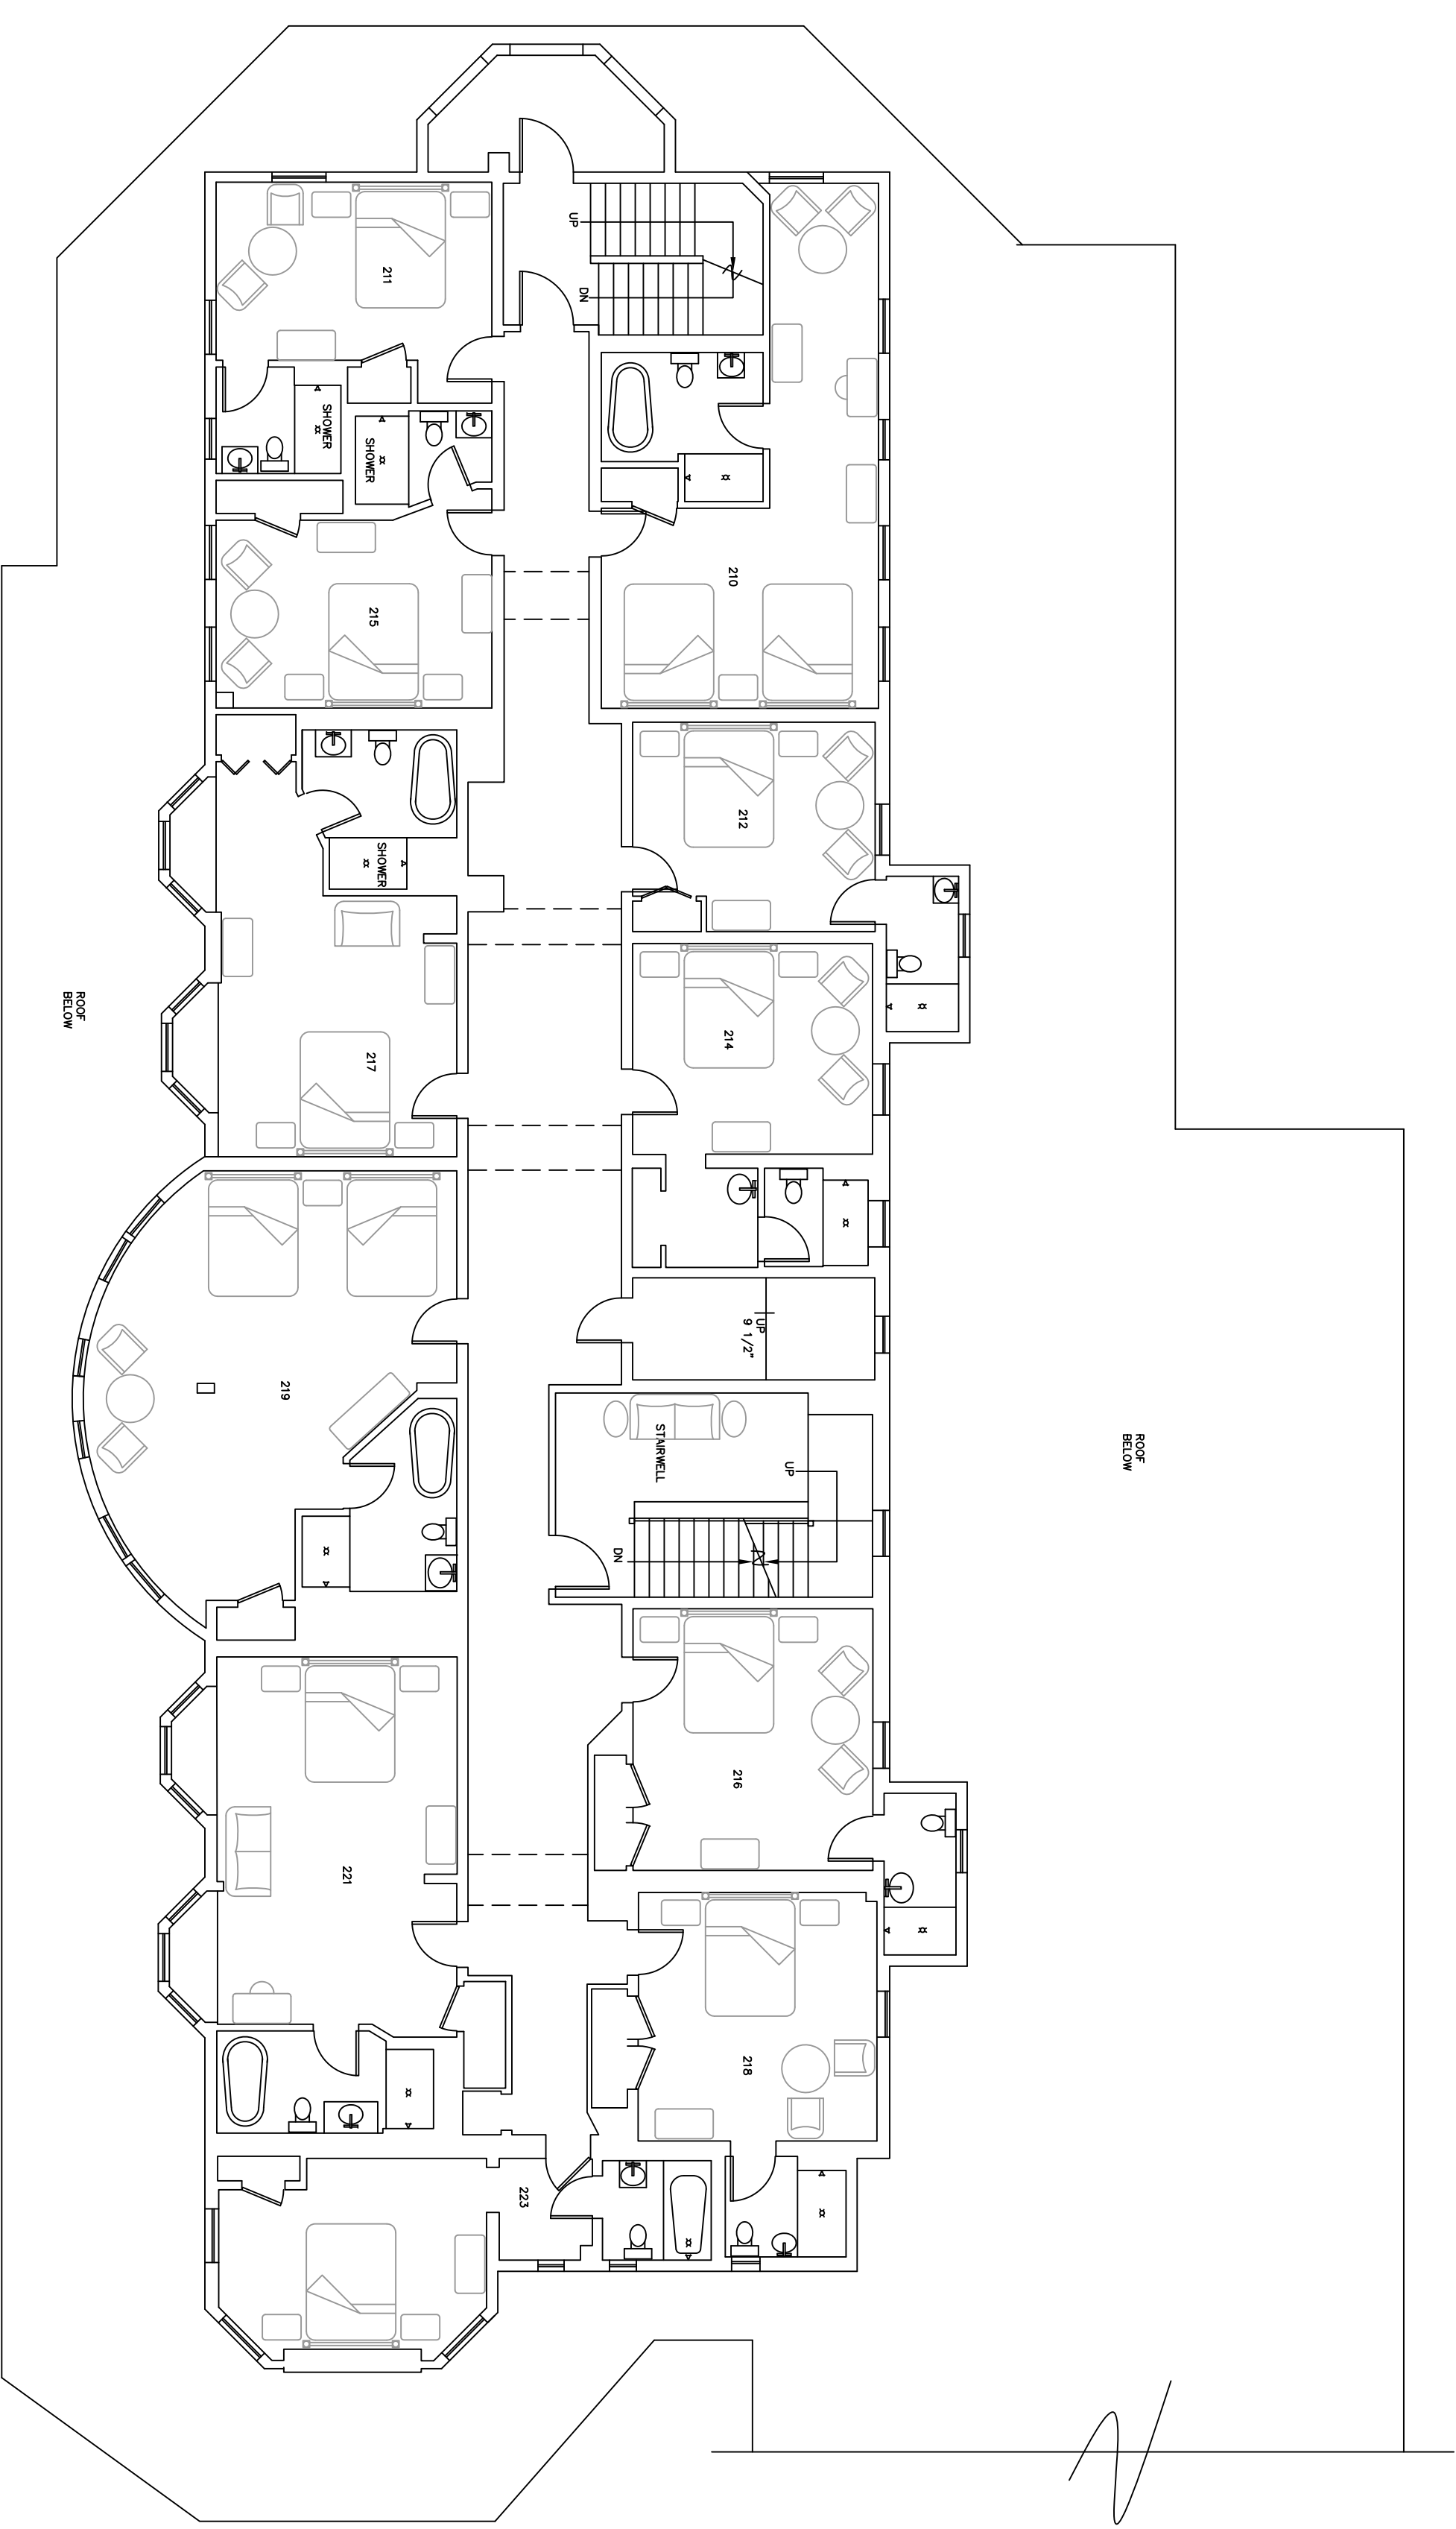 UP
DN
211
SHOWER
SHOWER
210
215
212
SHOWER
214
217
ROOF
BELOW
UP
9 1/2"
219
STAIRWELL
UP
DN
ROOF
BELOW
216
221
218
223